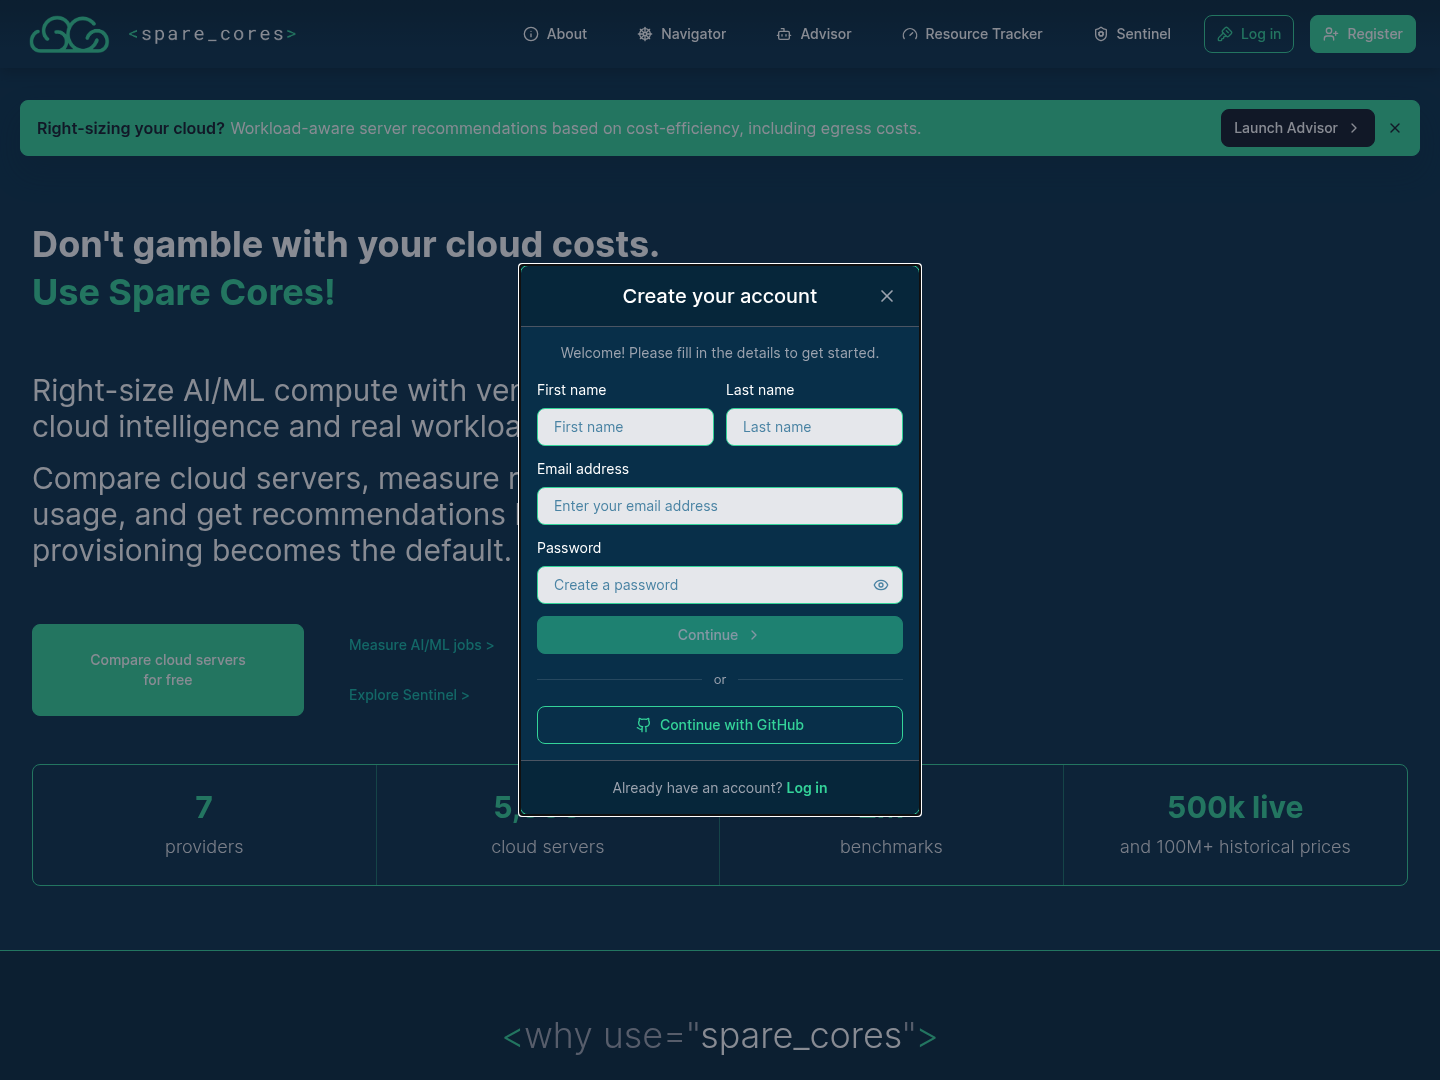 <spare_cores>
About
Navigator
Advisor
Resource Tracker
Sentinel
Log in
Register
Right-sizing your cloud? Workload-aware server recommendations based on cost-efficiency, including egress costs.
Launch Advisor
Don't gamble with your cloud costs.
Use Spare Cores!
Right-size AI/ML compute with
cloud intelligence and real
Compare cloud servers, measure
usage, and get recommendations
provisioning becomes the default.
Compare cloud servers
for free
Measure AI/ML jobs >
Explore Sentinel >
Create your account
Welcome! Please fill in the details to get started.
First name
Last name
First name
Last name
Email address
Enter your email address
Password
Create a password
Continue
or
Continue with GitHub
Already have an account? Log in
7
providers
cloud servers
benchmarks
500k live
and 100M+ historical prices
<why use="spare_cores">